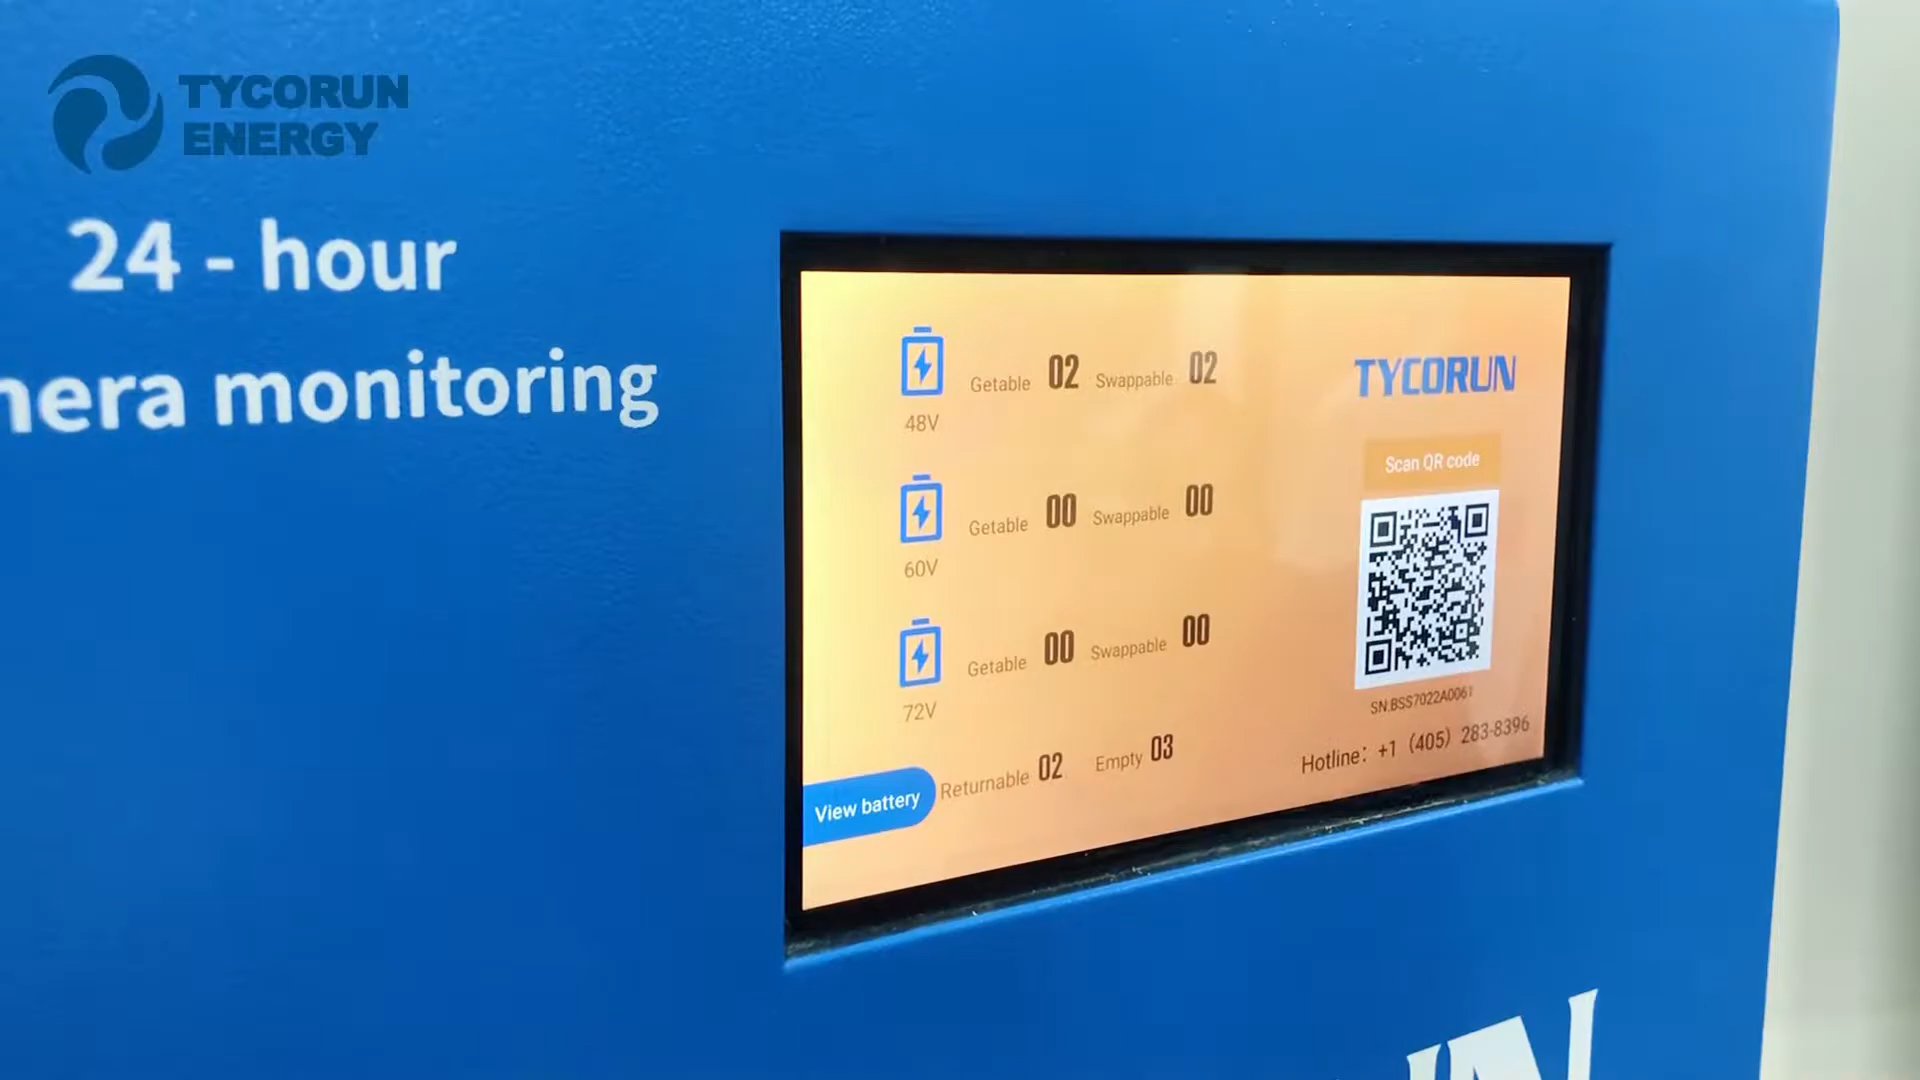 TYCORUN
ENERGY
24 - hour
nera monitoring
Getable 02 Swappable 02
48V
Getable 00 Swappable 00
60V
Getable 00 Swappable 00
72V
View battery Returnable 02 Empty 03
TYCORUN
Scan QR code
SN.BSS7022A0061
Hotline: +1 (405) 283-8396